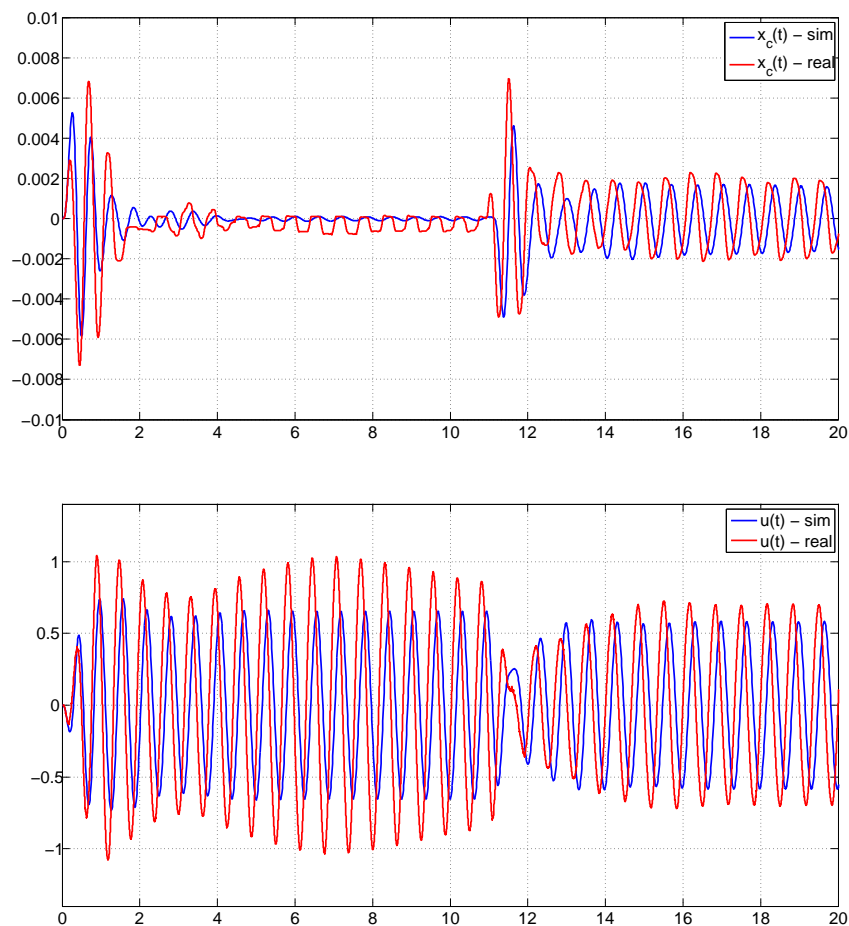 0.01
0.008
0.006
0.004
0.002
0
−0.002
−0.004
−0.006
−0.008
−0.01
x_c(t) − sim
x_c(t) − real
0 2 4 6 8 10 12 14 16 18 20
1
0.5
0
−0.5
−1
u(t) − sim
u(t) − real
0 2 4 6 8 10 12 14 16 18 20